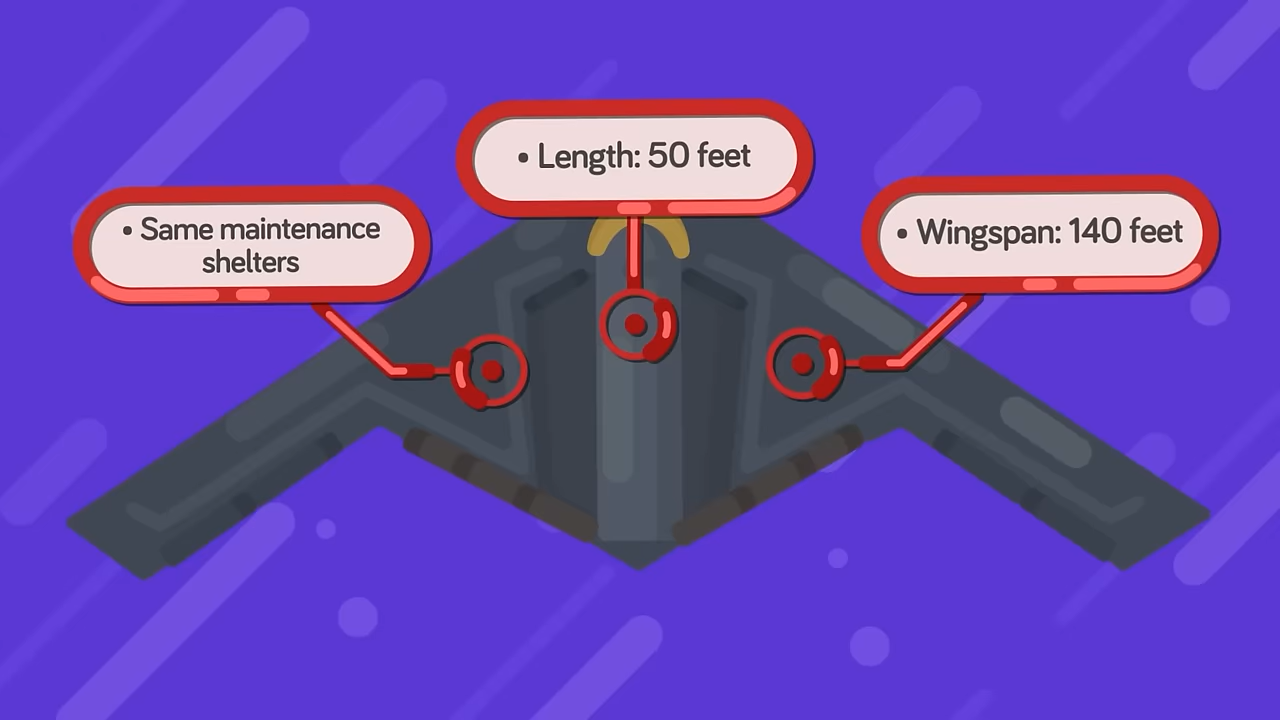 • Length: 50 feet
• Same maintenance
shelters
• Wingspan: 140 feet